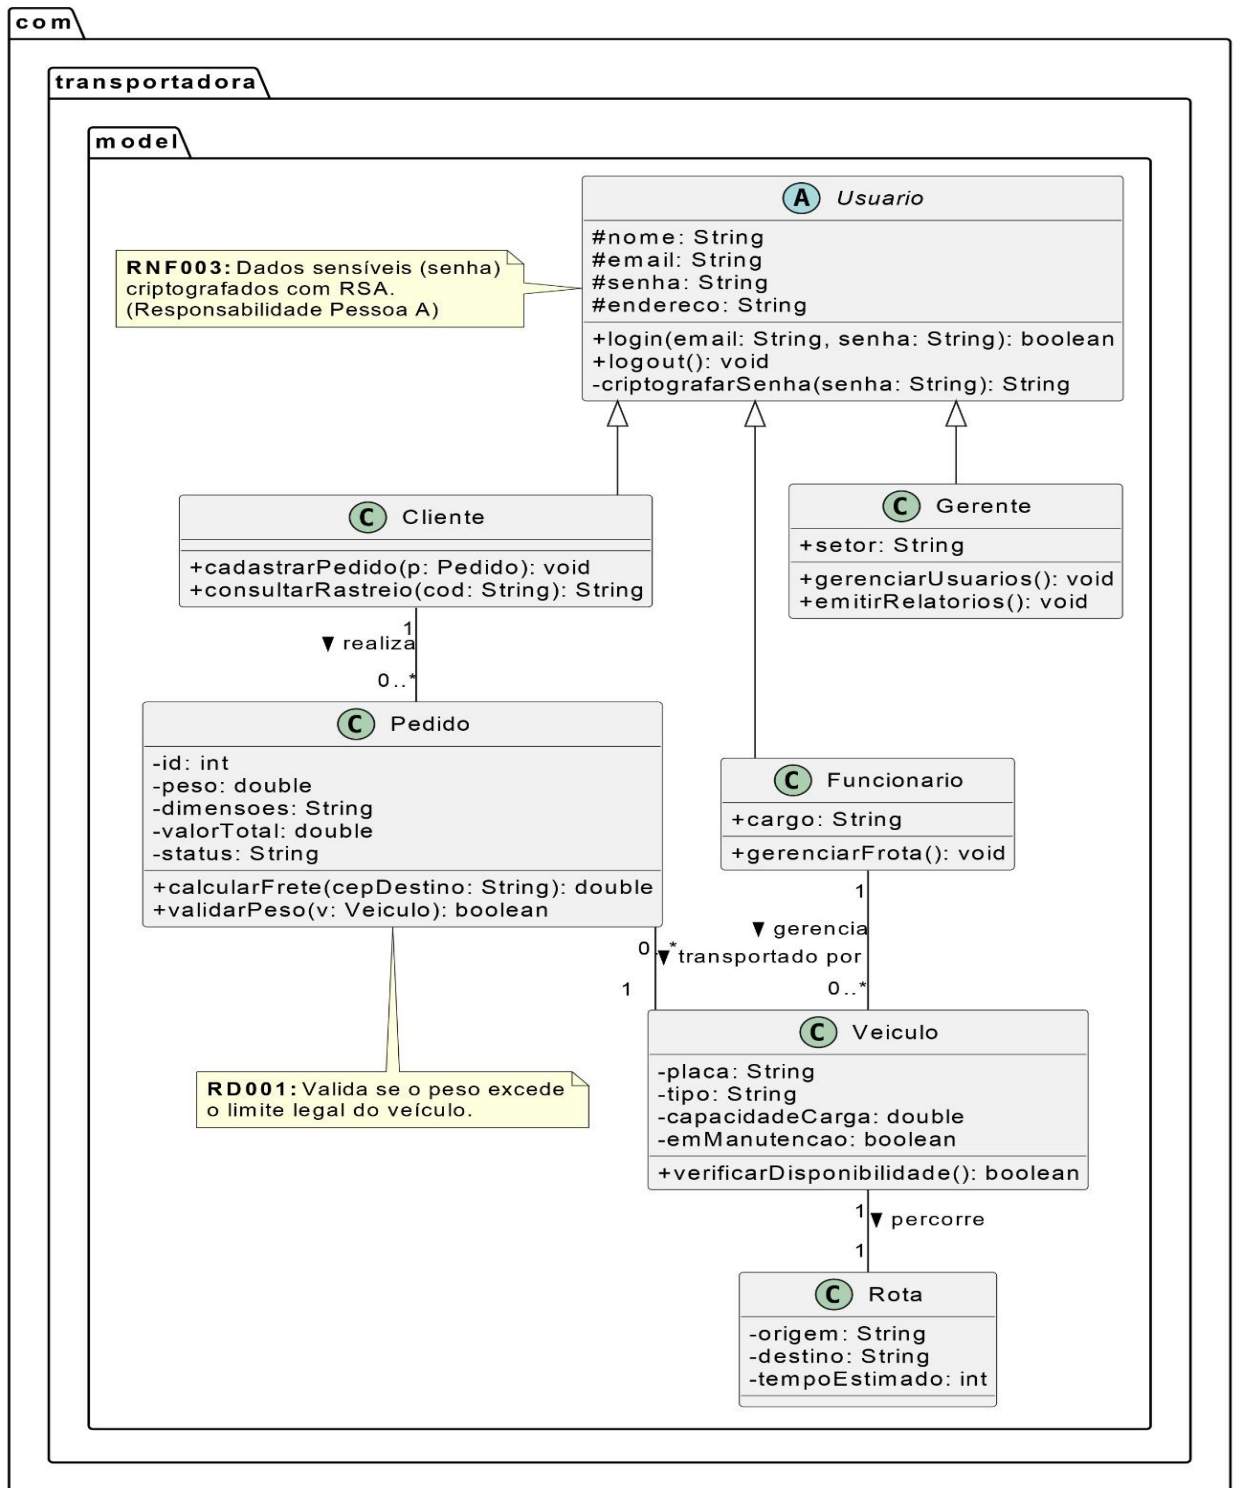 com
transportadora
model
A Usuario
#nome: String
#email: String
#senha: String
#endereco: String
+login(email: String, senha: String): boolean
+logout(): void
-criptografarSenha(senha: String): String
RNF003: Dados sensíveis (senha)
criptografados com RSA.
(Responsabilidade Pessoa A)
C Cliente
+cadastrarPedido(p: Pedido): void
+consultarRastreio(cod: String): String
C Gerente
+setor: String
+gerenciarUsuarios(): void
+emitirRelatorios(): void
1
▼ realiza
0..*
C Pedido
-id: int
-peso: double
-dimensoes: String
-valorTotal: double
-status: String
+calcularFrete(cepDestino: String): double
+validarPeso(v: Veiculo): boolean
C Funcionario
+cargo: String
+gerenciarFrota(): void
1
▼ gerencia
0..*
0..*
▼ transportado por
1
RD001: Valida se o peso excede
o limite legal do veículo.
C Veiculo
-placa: String
-tipo: String
-capacidadeCarga: double
-emManutencao: boolean
+verificarDisponibilidade(): boolean
1
▼ percorre
1
C Rota
-origem: String
-destino: String
-tempoEstimado: int